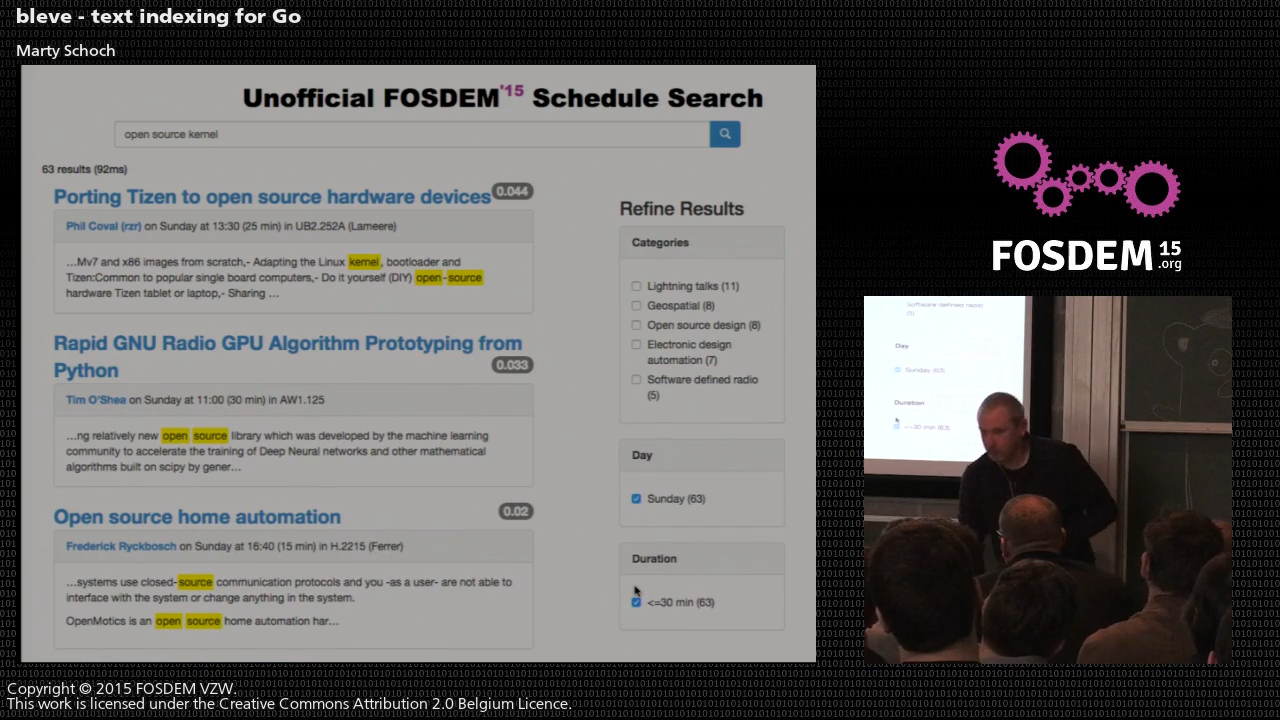 bleve - text indexing for Go
Marty Schoch
Unofficial FOSDEM'15 Schedule Search
open source kernel
63 results (92ms)
Porting Tizen to open source hardware devices 0.044
Phil Coval (rzr) on Sunday at 13:30 (25 min) in UB2.252A (Lameere)
...Mv7 and x86 images from scratch,- Adapting the Linux kernel, bootloader and
Tizen:Common to popular single board computers,- Do it yourself (DIY) open-source
hardware Tizen tablet or laptop,- Sharing ...
Rapid GNU Radio GPU Algorithm Prototyping from
Python 0.033
Tim O'Shea on Sunday at 11:00 (30 min) in AW1.125
...ng relatively new open source library which was developed by the machine learning
community to accelerate the training of Deep Neural networks and other mathematical
algorithms built on scipy by gener...
Open source home automation 0.02
Frederick Ryckbosch on Sunday at 16:40 (15 min) in H.2215 (Ferrer)
...systems use closed-source communication protocols and you -as a user- are not able to
interface with the system or change anything in the system.
OpenMotics is an open source home automation har...
Refine Results
Categories
Lightning talks (11)
Geospatial (8)
Open source design (8)
Electronic design
automation (7)
Software defined radio
(5)
Day
Sunday (63)
Duration
<=30 min (63)
FOSDEM 15
.org
Software defined radio
(5)
Day
Sunday (63)
Duration
<=30 min (63)
Copyright © 2015 FOSDEM VZW.
This work is licensed under the Creative Commons Attribution 2.0 Belgium Licence.